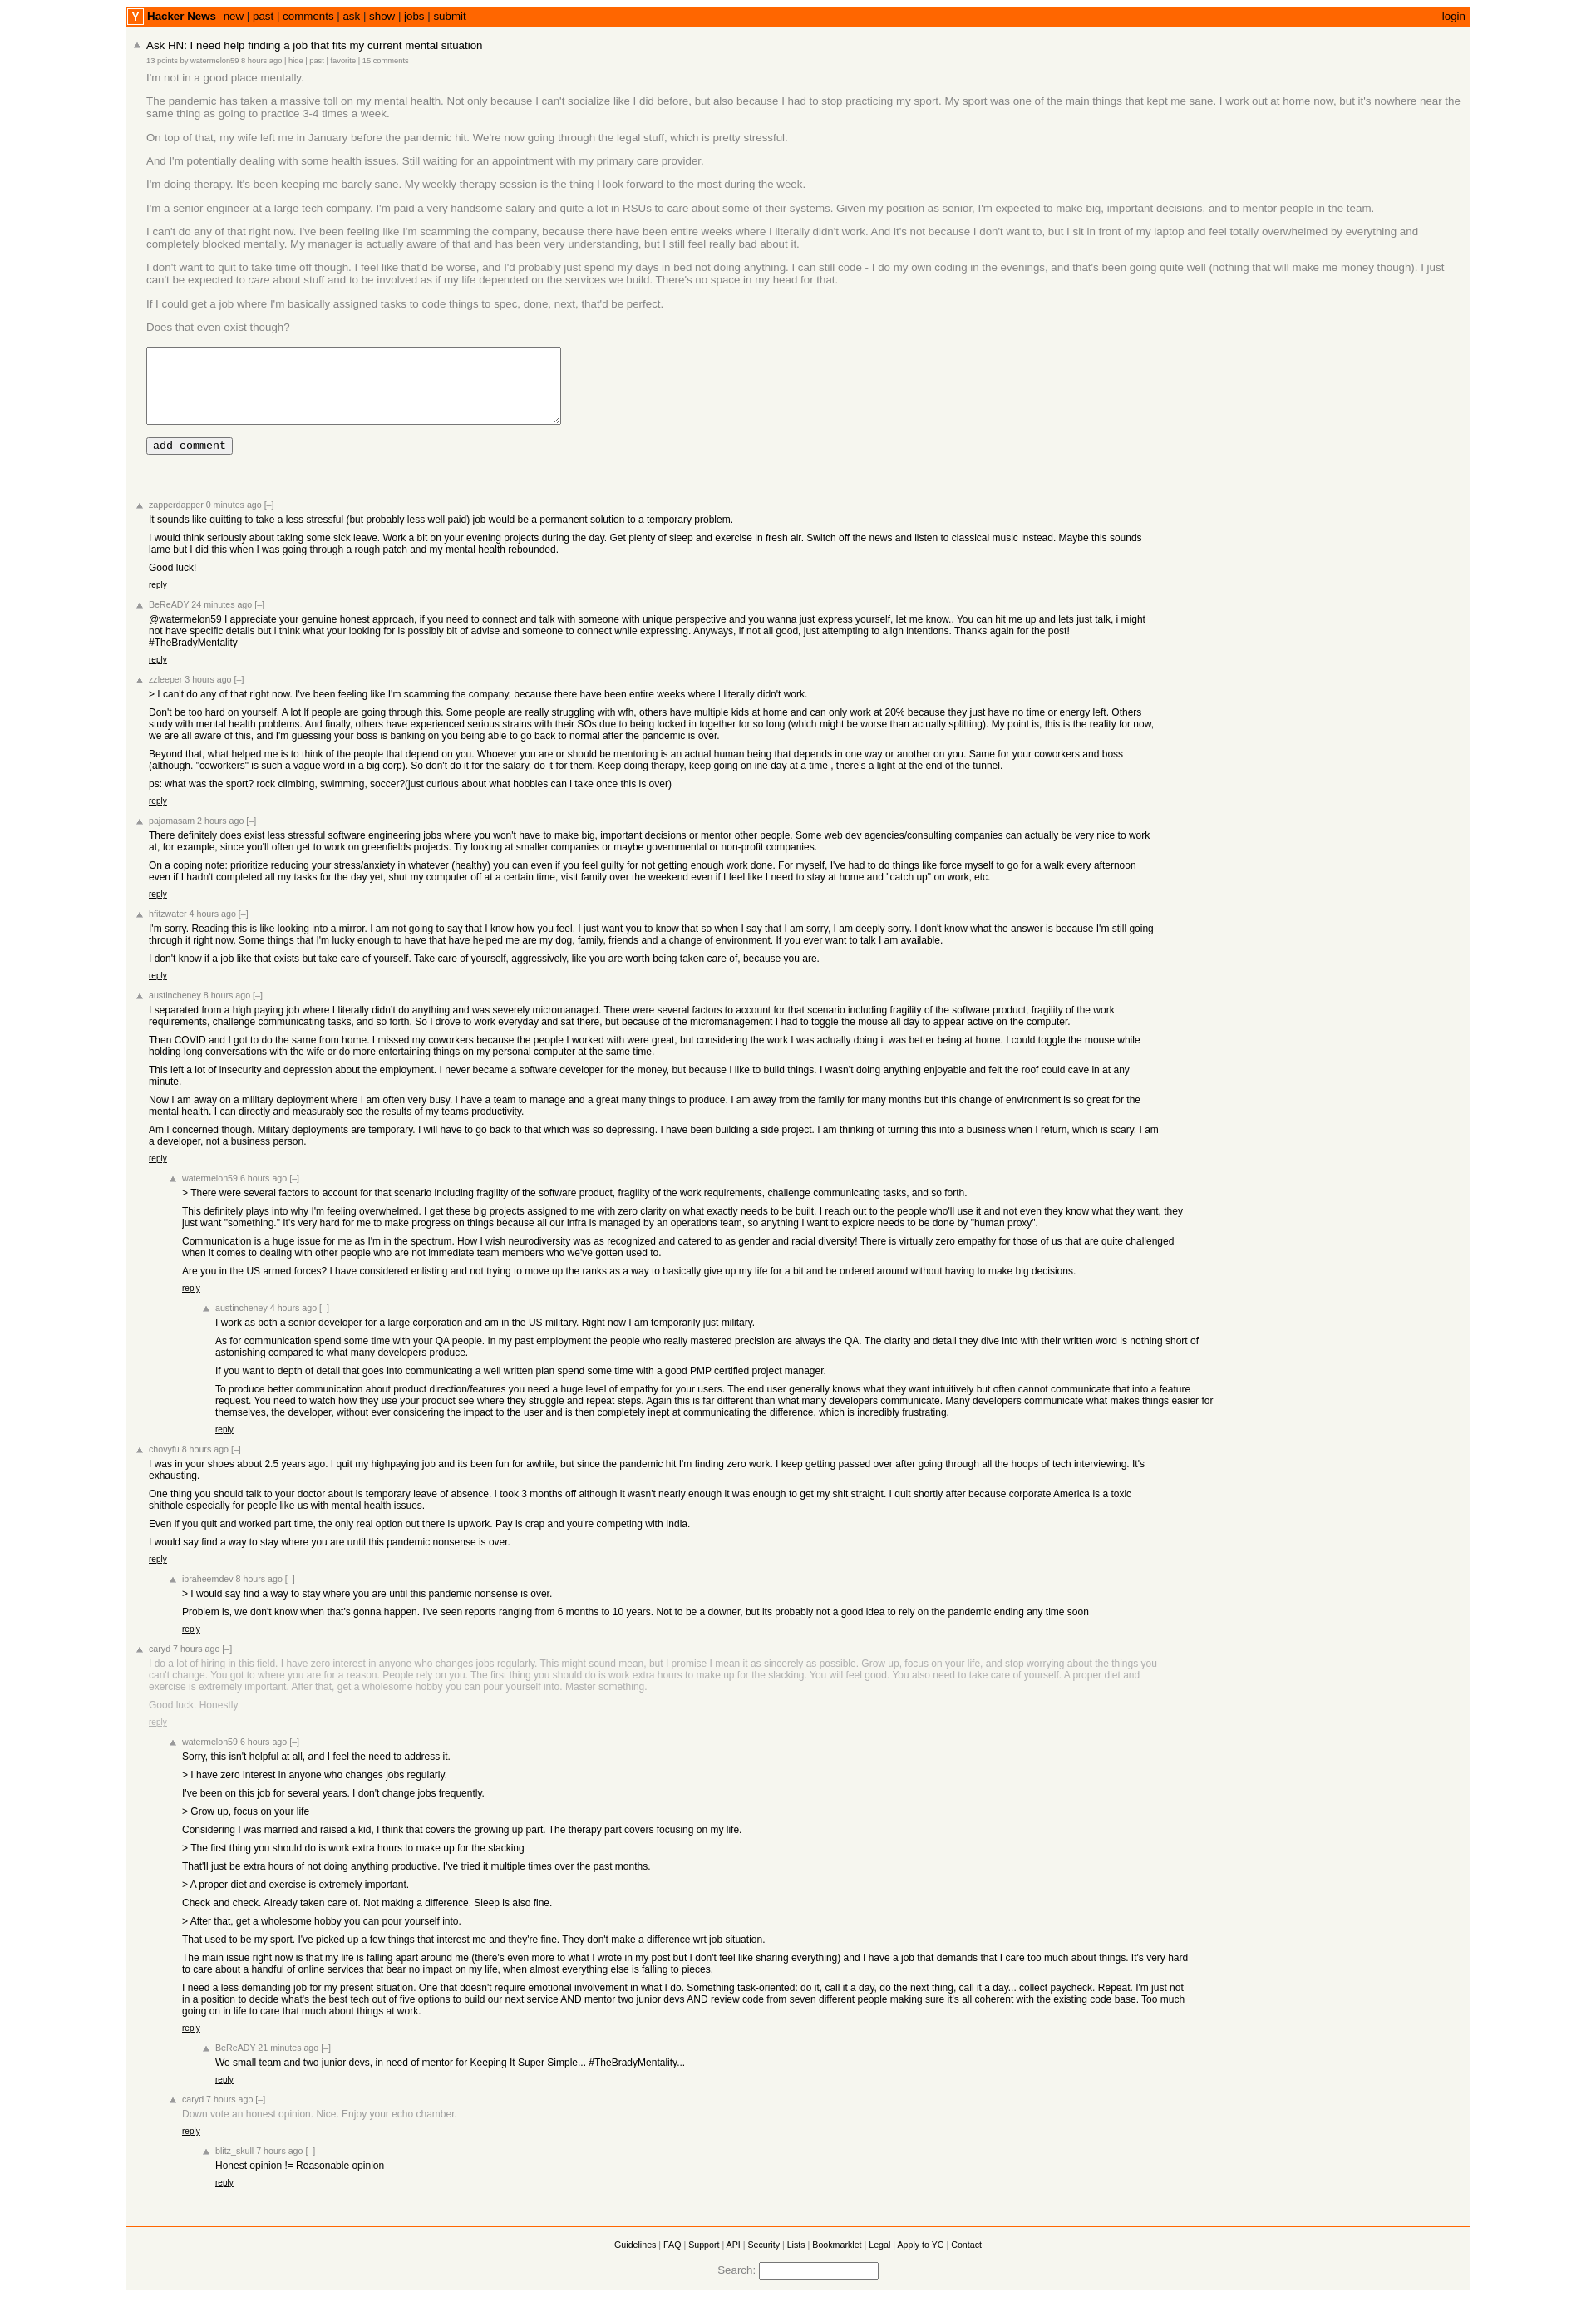 Y Hacker News new | past | comments | ask | show | jobs | submit login
Ask HN: I need help finding a job that fits my current mental situation
13 points by watermelon59 8 hours ago | hide | past | favorite | 15 comments
I'm not in a good place mentally.
The pandemic has taken a massive toll on my mental health. Not only because I can't socialize like I did before, but also because I had to stop practicing my sport. My sport was one of the main things that kept me sane. I work out at home now, but it's nowhere near the
same thing as going to practice 3-4 times a week.
On top of that, my wife left me in January before the pandemic hit. We're now going through the legal stuff, which is pretty stressful.
And I'm potentially dealing with some health issues. Still waiting for an appointment with my primary care provider.
I'm doing therapy. It's been keeping me barely sane. My weekly therapy session is the thing I look forward to the most during the week.
I'm a senior engineer at a large tech company. I'm paid a very handsome salary and quite a lot in RSUs to care about some of their systems. Given my position as senior, I'm expected to make big, important decisions, and to mentor people in the team.
I can't do any of that right now. I've been feeling like I'm scamming the company, because there have been entire weeks where I literally didn't work. And it's not because I don't want to, but I sit in front of my laptop and feel totally overwhelmed by everything and
completely blocked mentally. My manager is actually aware of that and has been very understanding, but I still feel really bad about it.
I don't want to quit to take time off though. I feel like that'd be worse, and I'd probably just spend my days in bed not doing anything. I can still code - I do my own coding in the evenings, and that's been going quite well (nothing that will make me money though). I just
can't be expected to care about stuff and to be involved as if my life depended on the services we build. There's no space in my head for that.
If I could get a job where I'm basically assigned tasks to code things to spec, done, next, that'd be perfect.
Does that even exist though?
add comment
zapperdapper 0 minutes ago [–]
It sounds like quitting to take a less stressful (but probably less well paid) job would be a permanent solution to a temporary problem.
I would think seriously about taking some sick leave. Work a bit on your evening projects during the day. Get plenty of sleep and exercise in fresh air. Switch off the news and listen to classical music instead. Maybe this sounds
lame but I did this when I was going through a rough patch and my mental health rebounded.
Good luck!
reply
BeReADY 24 minutes ago [–]
@watermelon59 I appreciate your genuine honest approach, if you need to connect and talk with someone with unique perspective and you wanna just express yourself, let me know.. You can hit me up and lets just talk, i might
not have specific details but i think what your looking for is possibly bit of advise and someone to connect while expressing. Anyways, if not all good, just attempting to align intentions. Thanks again for the post!
#TheBradyMentality
reply
zzleeper 3 hours ago [–]
> I can't do any of that right now. I've been feeling like I'm scamming the company, because there have been entire weeks where I literally didn't work.
Don't be too hard on yourself. A lot lf people are going through this. Some people are really struggling with wfh, others have multiple kids at home and can only work at 20% because they just have no time or energy left. Others
study with mental health problems. And finally, others have experienced serious strains with their SOs due to being locked in together for so long (which might be worse than actually splitting). My point is, this is the reality for now,
we are all aware of this, and I'm guessing your boss is banking on you being able to go back to normal after the pandemic is over.
Beyond that, what helped me is to think of the people that depend on you. Whoever you are or should be mentoring is an actual human being that depends in one way or another on you. Same for your coworkers and boss
(although. "coworkers" is such a vague word in a big corp). So don't do it for the salary, do it for them. Keep doing therapy, keep going on ine day at a time , there's a light at the end of the tunnel.
ps: what was the sport? rock climbing, swimming, soccer?(just curious about what hobbies can i take once this is over)
reply
pajamasam 2 hours ago [–]
There definitely does exist less stressful software engineering jobs where you won't have to make big, important decisions or mentor other people. Some web dev agencies/consulting companies can actually be very nice to work
at, for example, since you'll often get to work on greenfields projects. Try looking at smaller companies or maybe governmental or non-profit companies.
On a coping note: prioritize reducing your stress/anxiety in whatever (healthy) you can even if you feel guilty for not getting enough work done. For myself, I've had to do things like force myself to go for a walk every afternoon
even if I hadn't completed all my tasks for the day yet, shut my computer off at a certain time, visit family over the weekend even if I feel like I need to stay at home and "catch up" on work, etc.
reply
hfitzwater 4 hours ago [–]
I'm sorry. Reading this is like looking into a mirror. I am not going to say that I know how you feel. I just want you to know that so when I say that I am sorry, I am deeply sorry. I don't know what the answer is because I'm still going
through it right now. Some things that I'm lucky enough to have that have helped me are my dog, family, friends and a change of environment. If you ever want to talk I am available.
I don't know if a job like that exists but take care of yourself. Take care of yourself, aggressively, like you are worth being taken care of, because you are.
reply
austincheney 8 hours ago [–]
I separated from a high paying job where I literally didn't do anything and was severely micromanaged. There were several factors to account for that scenario including fragility of the software product, fragility of the work
requirements, challenge communicating tasks, and so forth. So I drove to work everyday and sat there, but because of the micromanagement I had to toggle the mouse all day to appear active on the computer.
Then COVID and I got to do the same from home. I missed my coworkers because the people I worked with were great, but considering the work I was actually doing it was better being at home. I could toggle the mouse while
holding long conversations with the wife or do more entertaining things on my personal computer at the same time.
This left a lot of insecurity and depression about the employment. I never became a software developer for the money, but because I like to build things. I wasn't doing anything enjoyable and felt the roof could cave in at any
minute.
Now I am away on a military deployment where I am often very busy. I have a team to manage and a great many things to produce. I am away from the family for many months but this change of environment is so great for the
mental health. I can directly and measurably see the results of my teams productivity.
Am I concerned though. Military deployments are temporary. I will have to go back to that which was so depressing. I have been building a side project. I am thinking of turning this into a business when I return, which is scary. I am
a developer, not a business person.
reply
watermelon59 6 hours ago [–]
> There were several factors to account for that scenario including fragility of the software product, fragility of the work requirements, challenge communicating tasks, and so forth.
This definitely plays into why I'm feeling overwhelmed. I get these big projects assigned to me with zero clarity on what exactly needs to be built. I reach out to the people who'll use it and not even they know what they want, they
just want "something." It's very hard for me to make progress on things because all our infra is managed by an operations team, so anything I want to explore needs to be done by "human proxy".
Communication is a huge issue for me as I'm in the spectrum. How I wish neurodiversity was as recognized and catered to as gender and racial diversity! There is virtually zero empathy for those of us that are quite challenged
when it comes to dealing with other people who are not immediate team members who we've gotten used to.
Are you in the US armed forces? I have considered enlisting and not trying to move up the ranks as a way to basically give up my life for a bit and be ordered around without having to make big decisions.
reply
austincheney 4 hours ago [–]
I work as both a senior developer for a large corporation and am in the US military. Right now I am temporarily just military.
As for communication spend some time with your QA people. In my past employment the people who really mastered precision are always the QA. The clarity and detail they dive into with their written word is nothing short of
astonishing compared to what many developers produce.
If you want to depth of detail that goes into communicating a well written plan spend some time with a good PMP certified project manager.
To produce better communication about product direction/features you need a huge level of empathy for your users. The end user generally knows what they want intuitively but often cannot communicate that into a feature
request. You need to watch how they use your product see where they struggle and repeat steps. Again this is far different than what many developers communicate. Many developers communicate what makes things easier for
themselves, the developer, without ever considering the impact to the user and is then completely inept at communicating the difference, which is incredibly frustrating.
reply
chovyfu 8 hours ago [–]
I was in your shoes about 2.5 years ago. I quit my highpaying job and its been fun for awhile, but since the pandemic hit I'm finding zero work. I keep getting passed over after going through all the hoops of tech interviewing. It's
exhausting.
One thing you should talk to your doctor about is temporary leave of absence. I took 3 months off although it wasn't nearly enough it was enough to get my shit straight. I quit shortly after because corporate America is a toxic
shithole especially for people like us with mental health issues.
Even if you quit and worked part time, the only real option out there is upwork. Pay is crap and you're competing with India.
I would say find a way to stay where you are until this pandemic nonsense is over.
reply
ibraheemdev 8 hours ago [–]
> I would say find a way to stay where you are until this pandemic nonsense is over.
Problem is, we don't know when that's gonna happen. I've seen reports ranging from 6 months to 10 years. Not to be a downer, but its probably not a good idea to rely on the pandemic ending any time soon
reply
caryd 7 hours ago [–]
I do a lot of hiring in this field. I have zero interest in anyone who changes jobs regularly. This might sound mean, but I promise I mean it as sincerely as possible. Grow up, focus on your life, and stop worrying about the things you
can't change. You got to where you are for a reason. People rely on you. The first thing you should do is work extra hours to make up for the slacking. You will feel good. You also need to take care of yourself. A proper diet and
exercise is extremely important. After that, get a wholesome hobby you can pour yourself into. Master something.
Good luck. Honestly
reply
watermelon59 6 hours ago [–]
Sorry, this isn't helpful at all, and I feel the need to address it.
> I have zero interest in anyone who changes jobs regularly.
I've been on this job for several years. I don't change jobs frequently.
> Grow up, focus on your life
Considering I was married and raised a kid, I think that covers the growing up part. The therapy part covers focusing on my life.
> The first thing you should do is work extra hours to make up for the slacking
That'll just be extra hours of not doing anything productive. I've tried it multiple times over the past months.
> A proper diet and exercise is extremely important.
Check and check. Already taken care of. Not making a difference. Sleep is also fine.
> After that, get a wholesome hobby you can pour yourself into.
That used to be my sport. I've picked up a few things that interest me and they're fine. They don't make a difference wrt job situation.
The main issue right now is that my life is falling apart around me (there's even more to what I wrote in my post but I don't feel like sharing everything) and I have a job that demands that I care too much about things. It's very hard
to care about a handful of online services that bear no impact on my life, when almost everything else is falling to pieces.
I need a less demanding job for my present situation. One that doesn't require emotional involvement in what I do. Something task-oriented: do it, call it a day, do the next thing, call it a day... collect paycheck. Repeat. I'm just not
in a position to decide what's the best tech out of five options to build our next service AND mentor two junior devs AND review code from seven different people making sure it's all coherent with the existing code base. Too much
going on in life to care that much about things at work.
reply
BeReADY 21 minutes ago [–]
We small team and two junior devs, in need of mentor for Keeping It Super Simple... #TheBradyMentality...
reply
caryd 7 hours ago [–]
Down vote an honest opinion. Nice. Enjoy your echo chamber.
reply
blitz_skull 7 hours ago [–]
Honest opinion != Reasonable opinion
reply
Guidelines | FAQ | Support | API | Security | Lists | Bookmarklet | Legal | Apply to YC | Contact
Search: